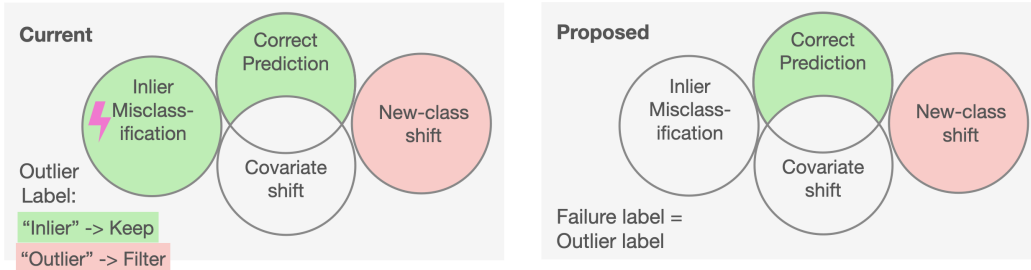 Current
Correct
Prediction
Inlier
Misclass-
ification
New-class
shift
Covariate
shift
Outlier
Label:
“Inlier” -> Keep
“Outlier” -> Filter
Proposed
Correct
Prediction
Inlier
Misclass-
ification
New-class
shift
Covariate
shift
Failure label =
Outlier label